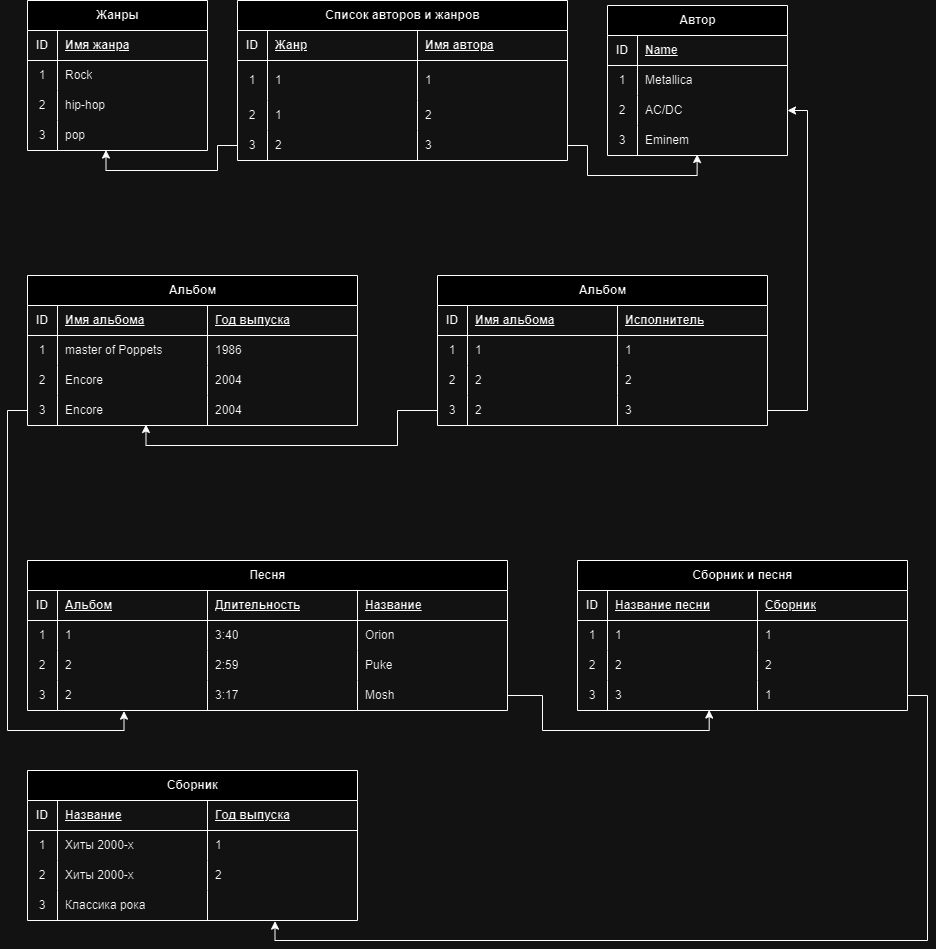 Жанры
ID Имя жанра
1 Rock
2 hip-hop
3 pop
Список авторов и жанров
ID Жанр Имя автора
1 1 1
2 1 2
3 2 3
Автор
ID Name
1 Metallica
2 AC/DC
3 Eminem
Альбом
ID Имя альбома Год выпуска
1 master of Poppets 1986
2 Encore 2004
3 Encore 2004
Альбом
ID Имя альбома Исполнитель
1 1 1
2 2 2
3 2 3
Песня
ID Альбом Длительность Название
1 1 3:40 Orion
2 2 2:59 Puke
3 2 3:17 Mosh
Сборник и песня
ID Название песни Сборник
1 1 1
2 2 2
3 3 1
Сборник
ID Название Год выпуска
1 Хиты 2000-х 1
2 Хиты 2000-х 2
3 Классика рока